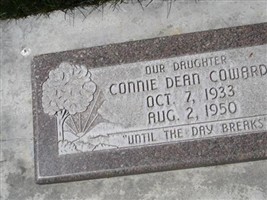 OUR DAUGHTER
CONNIE DEAN COWARD
OCT. 7, 1933
AUG. 2, 1950
"UNTIL THE DAY BREAKS"